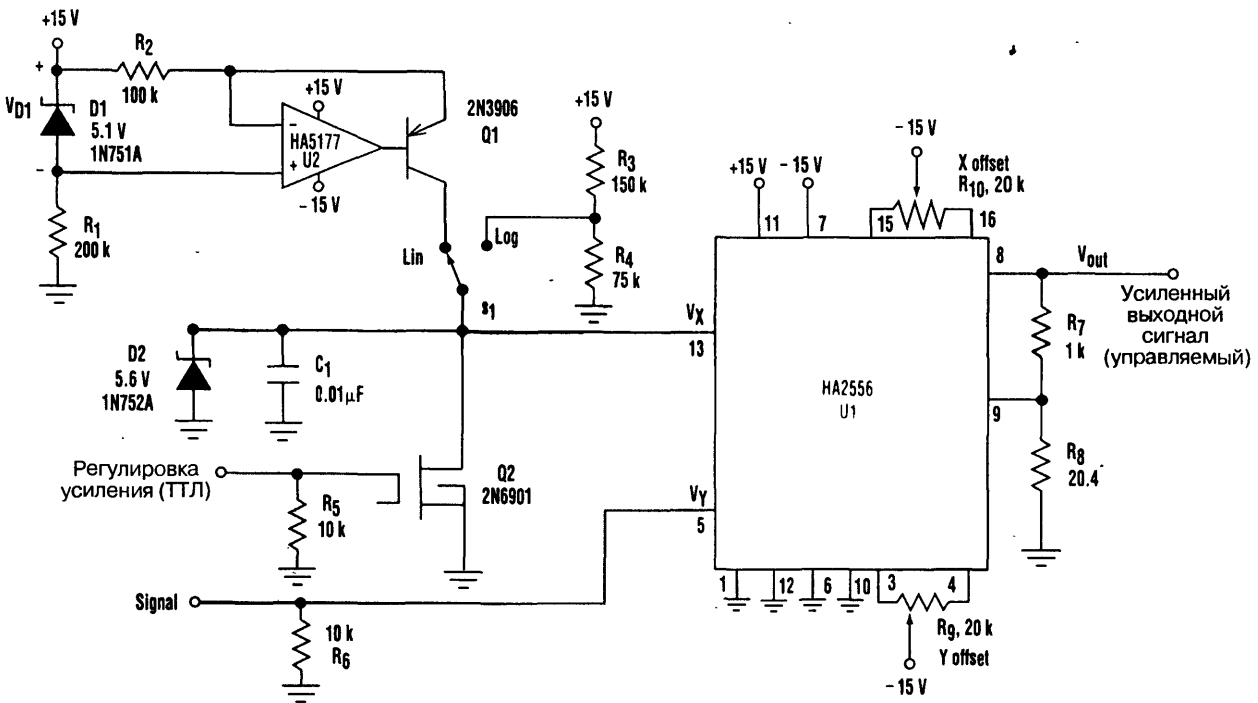 +15 V
+
R2
100 k
VD1
D1
5.1 V
1N751A
-
R1
200 k
+15 V
-
HA5177
U2
+
- 15 V
2N3906
Q1
+15 V
R3
150 k
Log
Lin
R4
75 k
s1
D2
5.6 V
1N752A
C1
0.01µF
Регулировка
усиления (ТТЛ)
R5
10 k
Q2
2N6901
Signal
10 k
R6
VX
13
VY
5
+15 V
- 15 V
11
7
- 15 V
X offset
R10, 20 k
15
16
HA2556
U1
8
Vout
Усиленный
выходной
сигнал
(управляемый)
R7
1 k
9
R8
20.4
1
12
6
10
3
4
R9, 20 k
Y offset
- 15 V